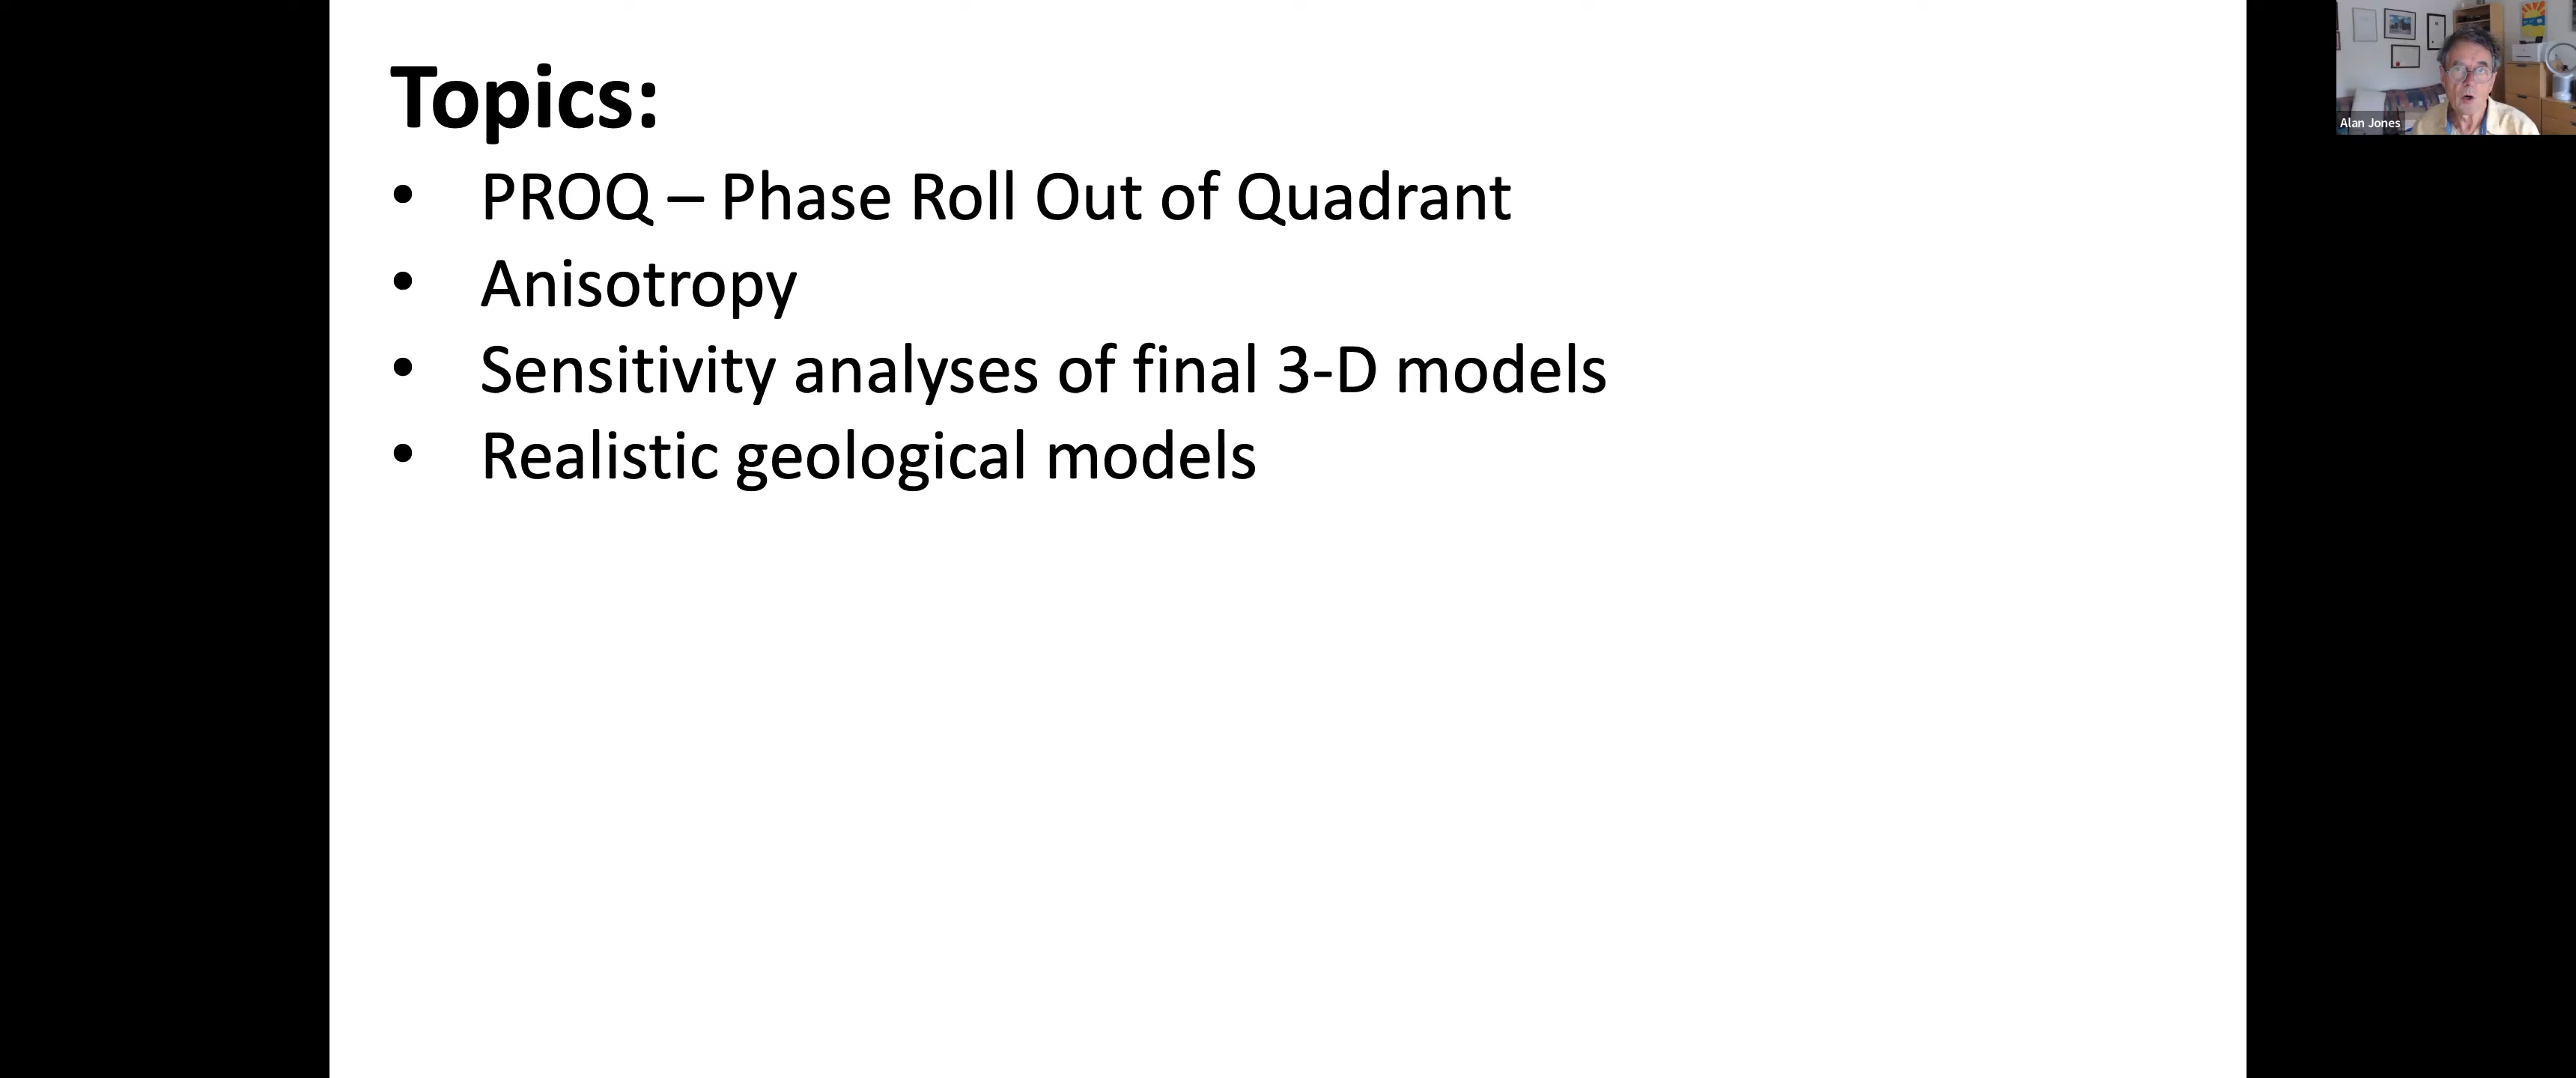 Topics:
• PROQ – Phase Roll Out of Quadrant
• Anisotropy
• Sensitivity analyses of final 3-D models
• Realistic geological models
Alan Jones